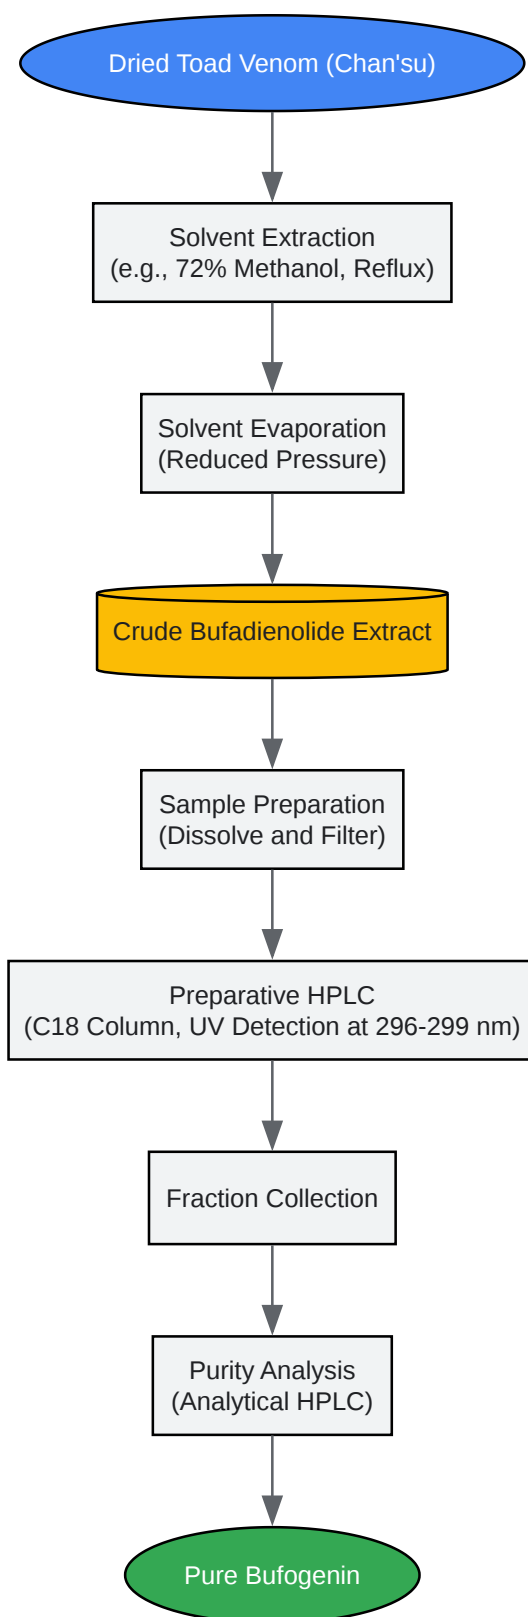 Dried Toad Venom (Chan'su)
Solvent Extraction
(e.g., 72% Methanol, Reflux)
Solvent Evaporation
(Reduced Pressure)
Crude Bufadienolide Extract
Sample Preparation
(Dissolve and Filter)
Preparative HPLC
(C18 Column, UV Detection at 296-299 nm)
Fraction Collection
Purity Analysis
(Analytical HPLC)
Pure Bufogenin